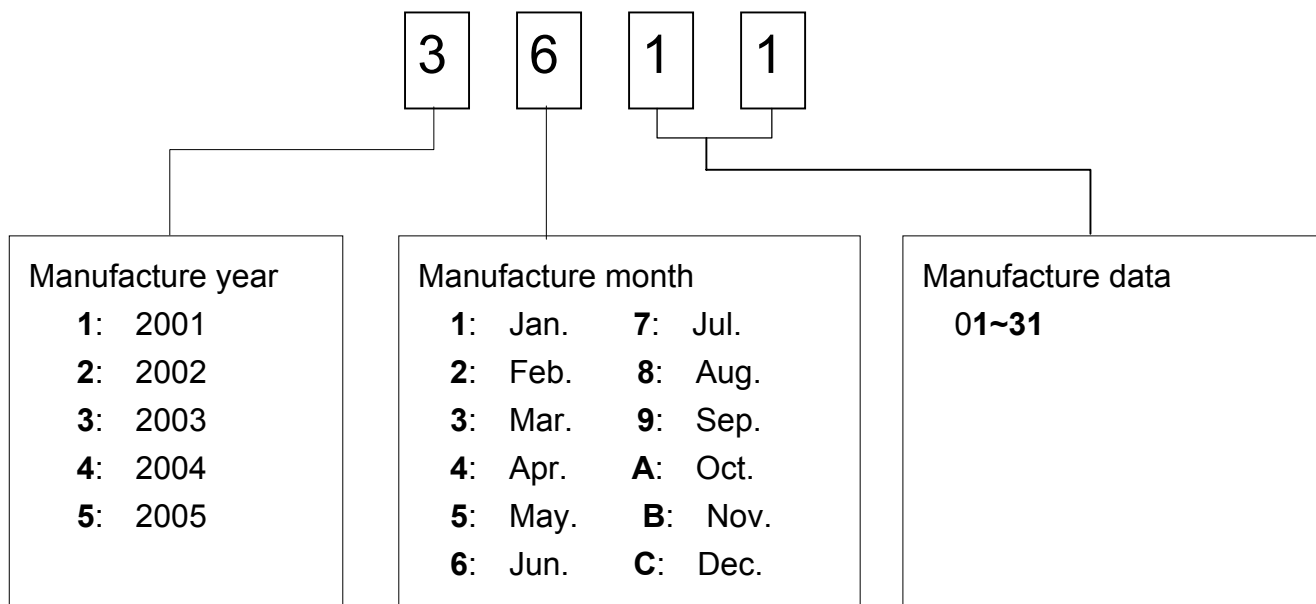 3 6 1 1
Manufacture year
1: 2001
2: 2002
3: 2003
4: 2004
5: 2005
Manufacture month
1: Jan. 7: Jul.
2: Feb. 8: Aug.
3: Mar. 9: Sep.
4: Apr. A: Oct.
5: May. B: Nov.
6: Jun. C: Dec.
Manufacture data
01~31